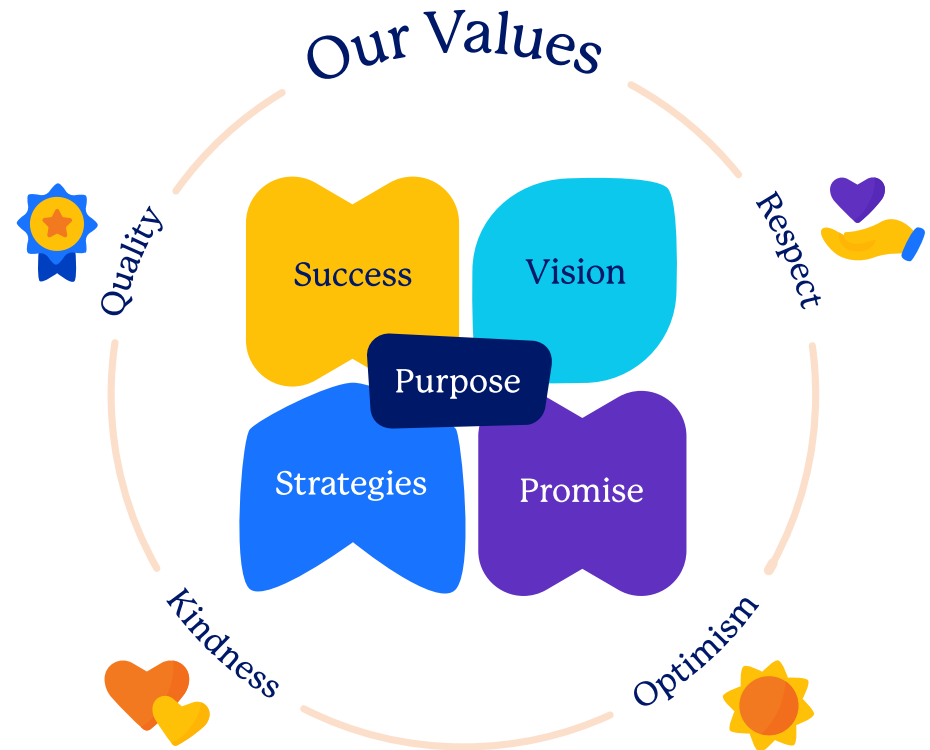 Our Values
Quality
Respect
Success
Vision
Purpose
Strategies
Promise
Kindness
Optimism